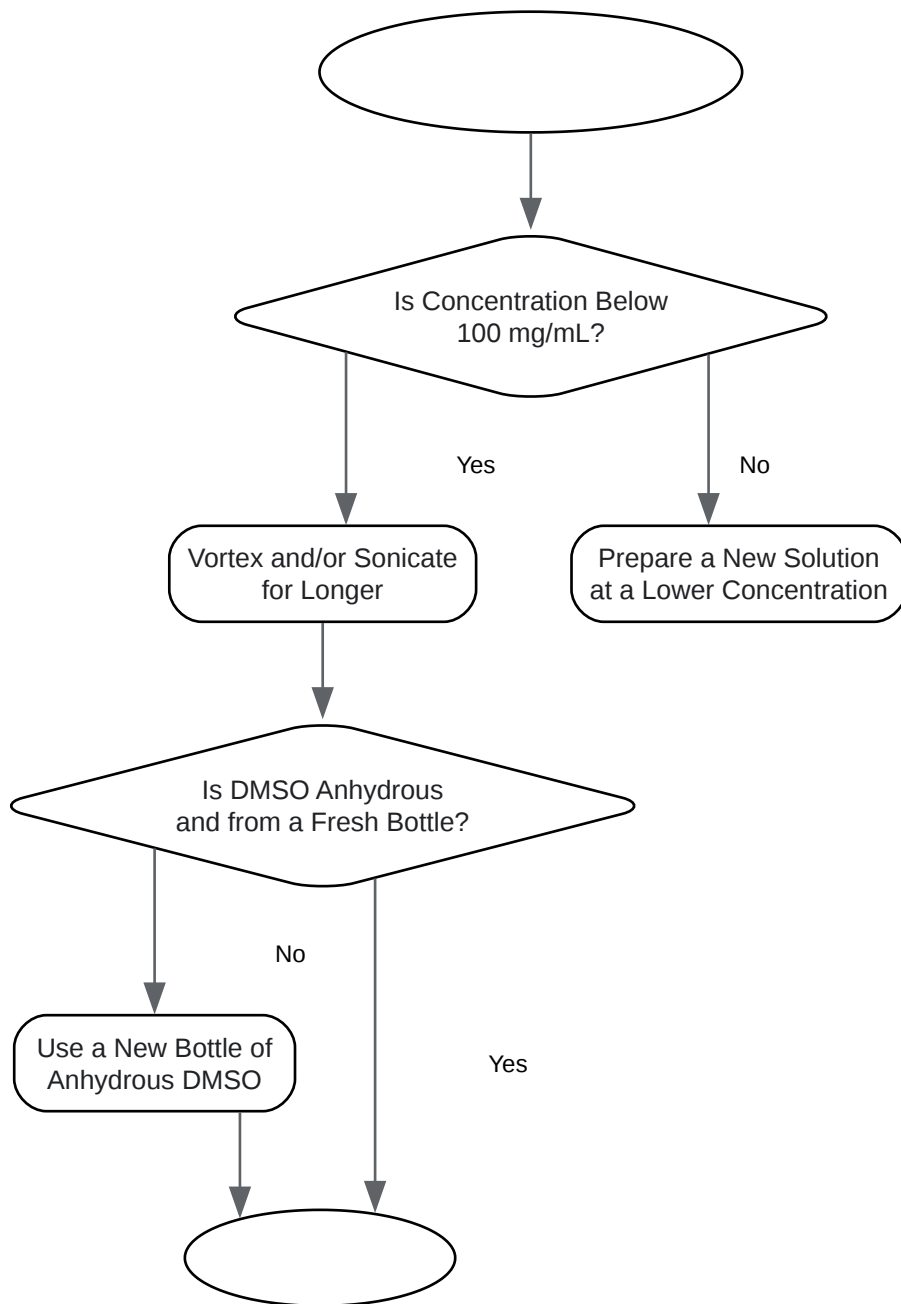 Is Concentration Below
100 mg/mL?
Yes
No
Vortex and/or Sonicate
for Longer
Prepare a New Solution
at a Lower Concentration
Is DMSO Anhydrous
and from a Fresh Bottle?
No
Use a New Bottle of
Anhydrous DMSO
Yes